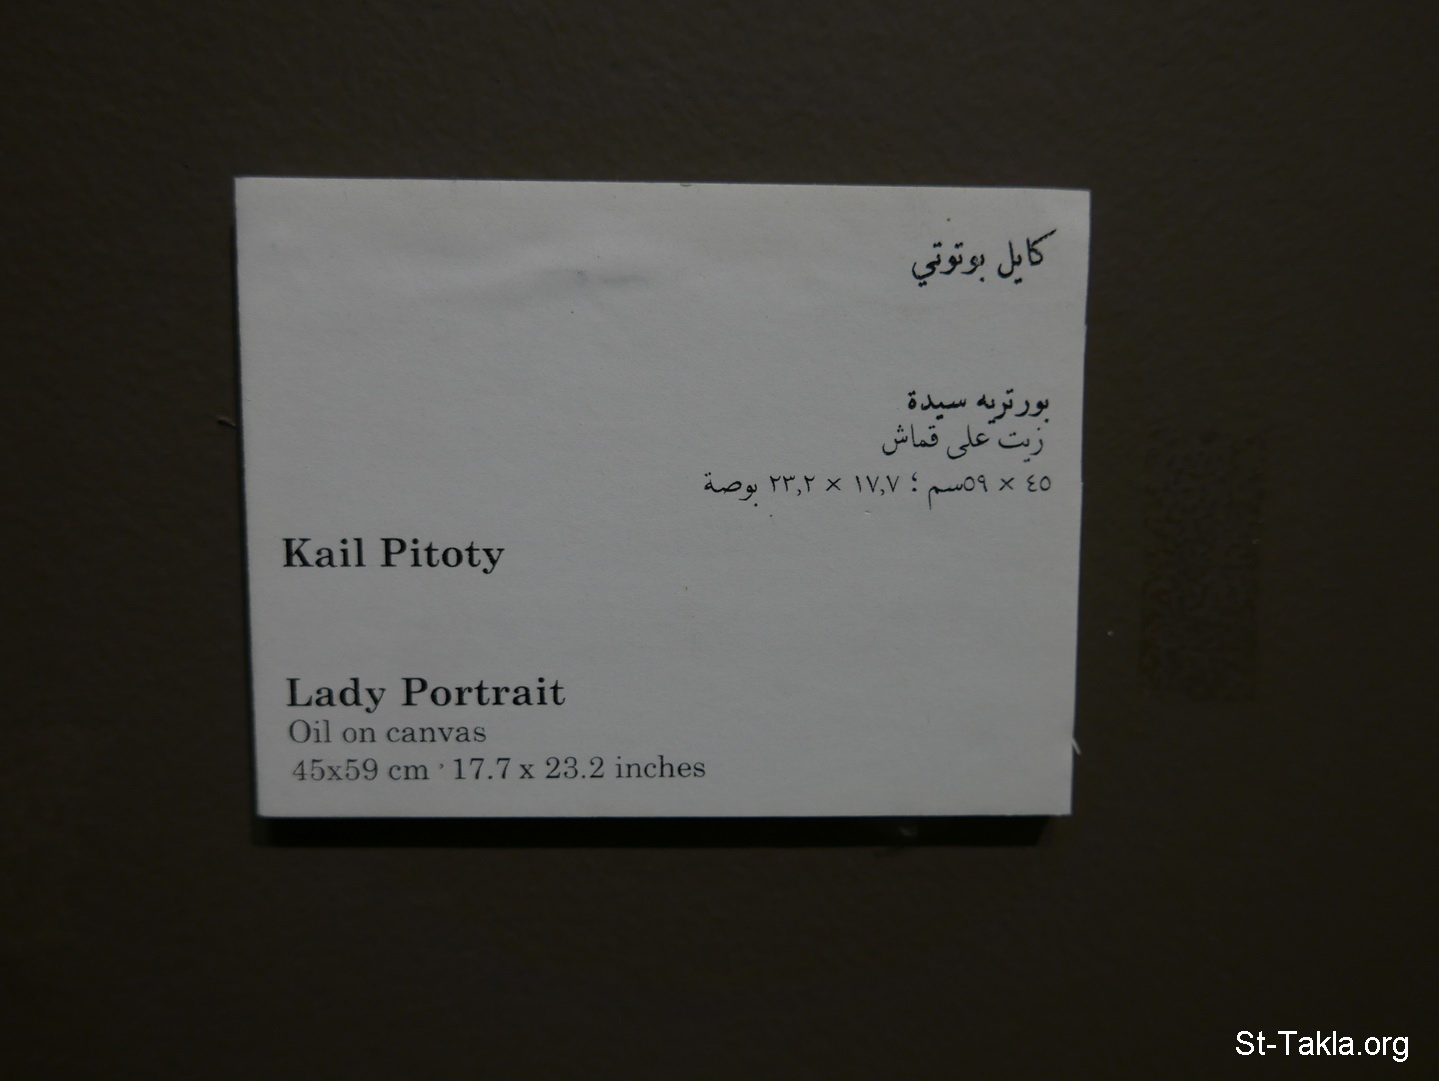 كايل بوتوتي
بورتريه سيدة
زيت على قماش
٤٥ × ٥٩سم ؛ ١٧,٧ × ٢٣,٢ بوصة
Kail Pitoty
Lady Portrait
Oil on canvas
45x59 cm , 17.7 x 23.2 inches
St-Takla.org